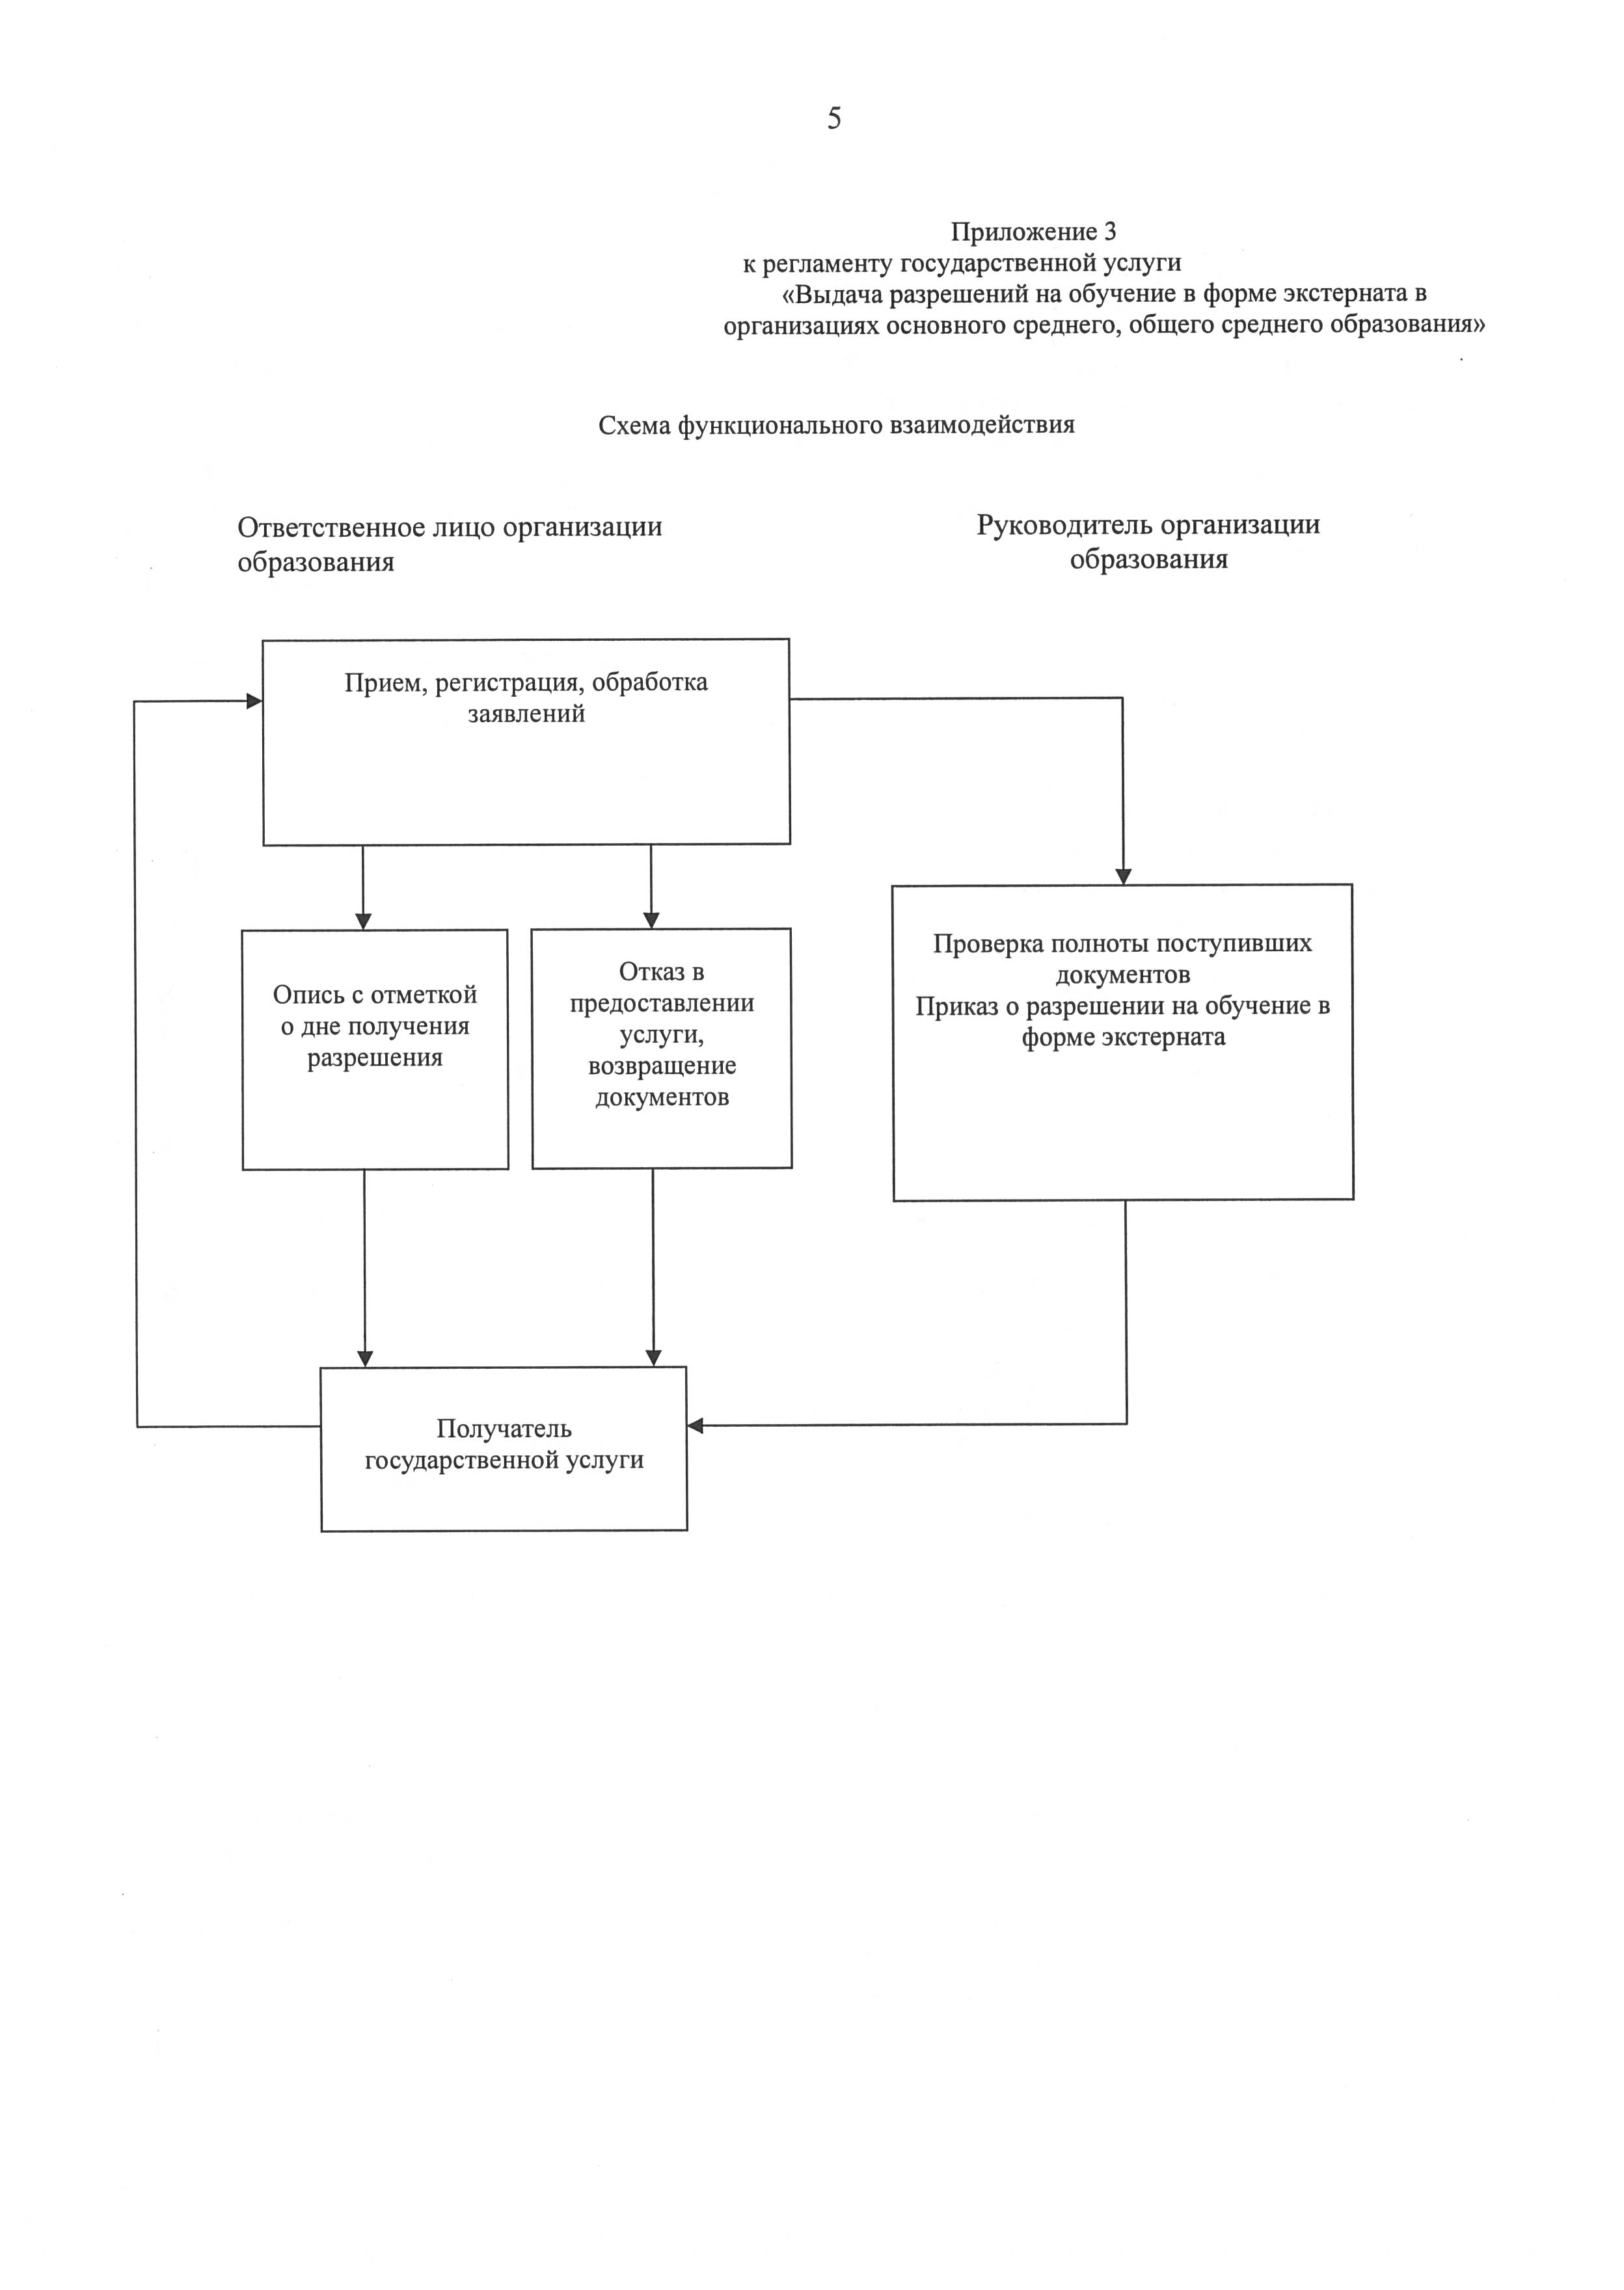 5
Приложение 3
к регламенту государственной услуги
«Выдача разрешений на обучение в форме экстерната в
организациях основного среднего, общего среднего образования»
Схема функционального взаимодействия
Ответственное лицо организации
образования
Руководитель организации
образования
Прием, регистрация, обработка
заявлений
Опись с отметкой
о дне получения
разрешения
Отказ в
предоставлении
услуги,
возвращение
документов
Проверка полноты поступивших
документов
Приказ о разрешении на обучение в
форме экстерната
Получатель
государственной услуги